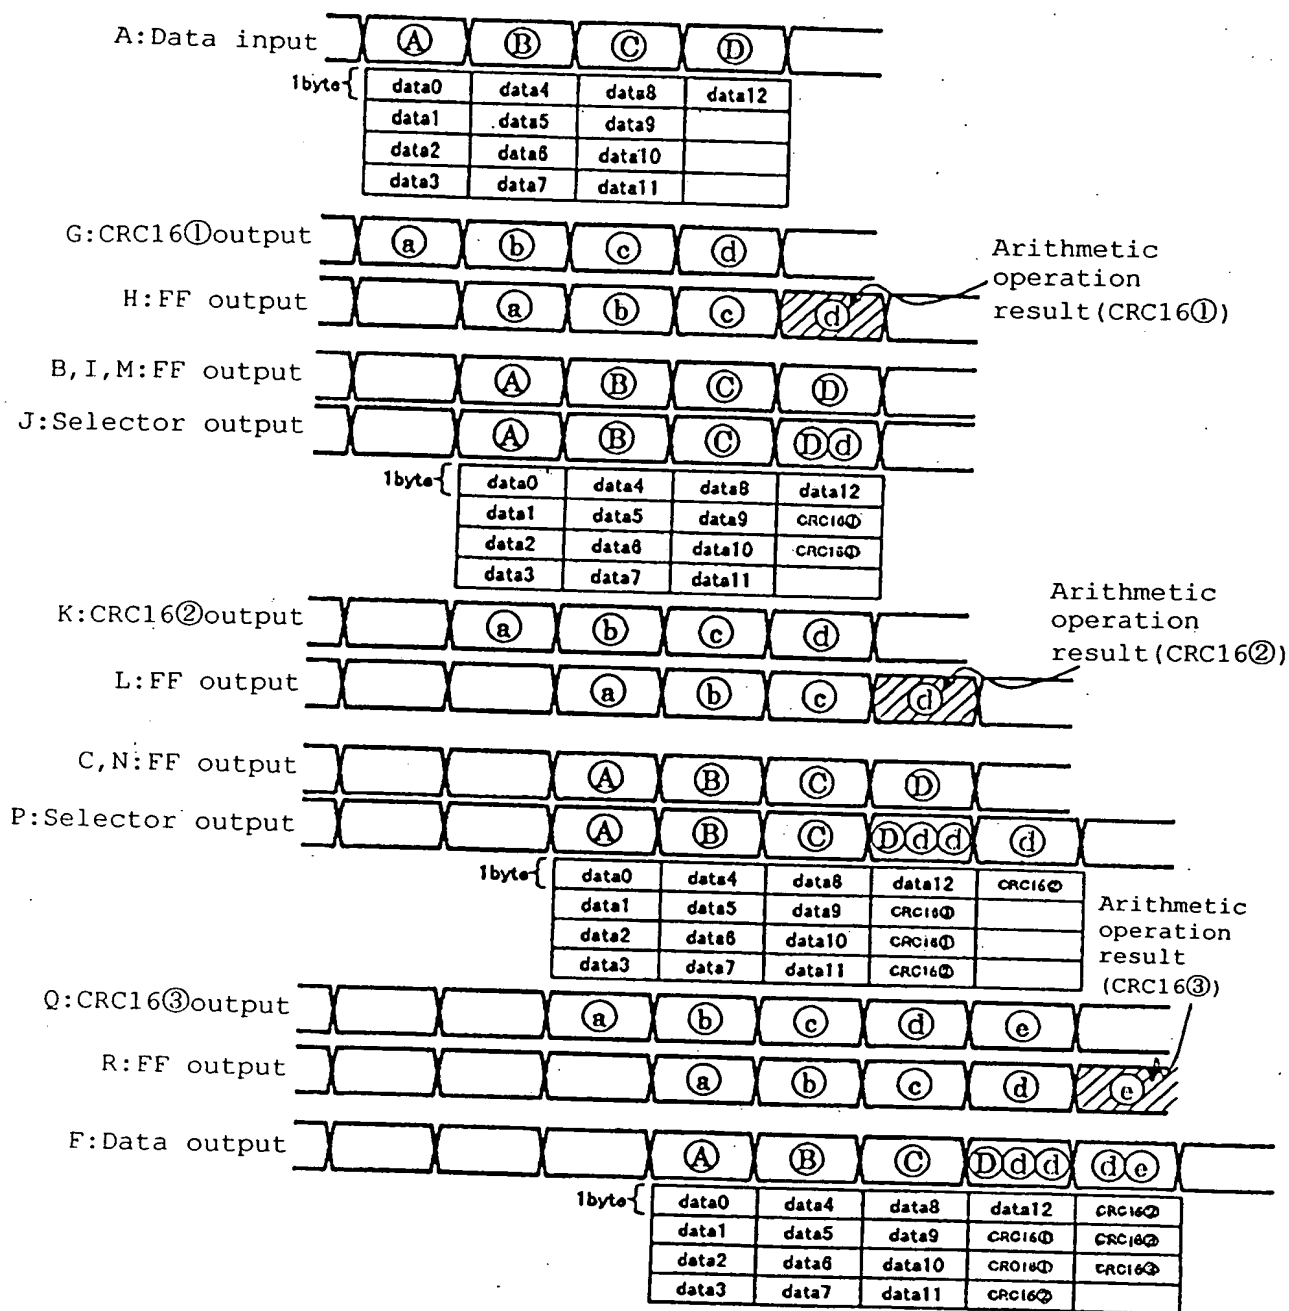 A:Data input Ⓐ Ⓑ Ⓒ Ⓓ
1byte{ data0 data4 data8 data12
data1 data5 data9
data2 data6 data10
data3 data7 data11
G:CRC16①output ⓐ ⓑ ⓒ ⓓ
Arithmetic
operation
result(CRC16①)
H:FF output ⓐ ⓑ ⓒ ⓓ
B,I,M:FF output Ⓐ Ⓑ Ⓒ Ⓓ
J:Selector output Ⓐ Ⓑ Ⓒ Ⓓⓓ
1byte{ data0 data4 data8 data12
data1 data5 data9 CRC16①
data2 data6 data10 CRC16①
data3 data7 data11
K:CRC16②output ⓐ ⓑ ⓒ ⓓ
Arithmetic
operation
result(CRC16②)
L:FF output ⓐ ⓑ ⓒ ⓓ
C,N:FF output Ⓐ Ⓑ Ⓒ Ⓓ
P:Selector output Ⓐ Ⓑ Ⓒ Ⓓⓓⓓ ⓓ
1byte{ data0 data4 data8 data12 CRC16②
data1 data5 data9 CRC16①
data2 data6 data10 CRC16①
data3 data7 data11 CRC16②
Arithmetic
operation
result
(CRC16③)
Q:CRC16③output ⓐ ⓑ ⓒ ⓓ ⓔ
R:FF output ⓐ ⓑ ⓒ ⓓ ⓔ
F:Data output Ⓐ Ⓑ Ⓒ Ⓓⓓⓓ ⓓⓔ
1byte{ data0 data4 data8 data12 CRC16②
data1 data5 data9 CRC16①
data2 data6 data10 CRC16① CRC16③
data3 data7 data11 CRC16②